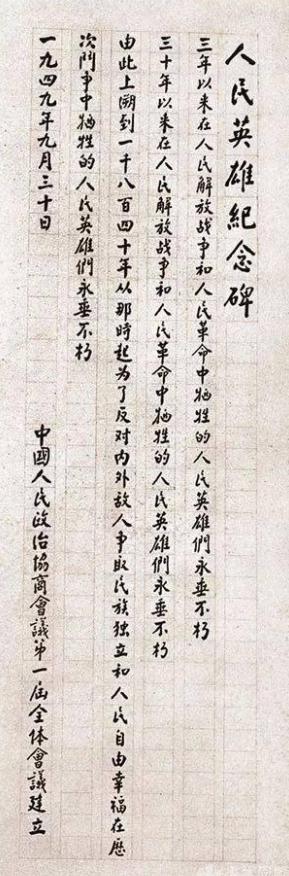 人民英雄紀念碑
三年以来在人民解放战争和人民革命中牺牲的人民英雄們永垂不朽
三十年以来在人民解放战争和人民革命中牺牲的人民英雄們永垂不朽
由此上溯到一千八百四十年从那時起为了反对内外敌人争取民族独立和人民自由幸福在歷
次鬥争中牺牲的人民英雄們永垂不朽
一九四九年九月三十日 中國人民政治協商會議第一届全体會議建立